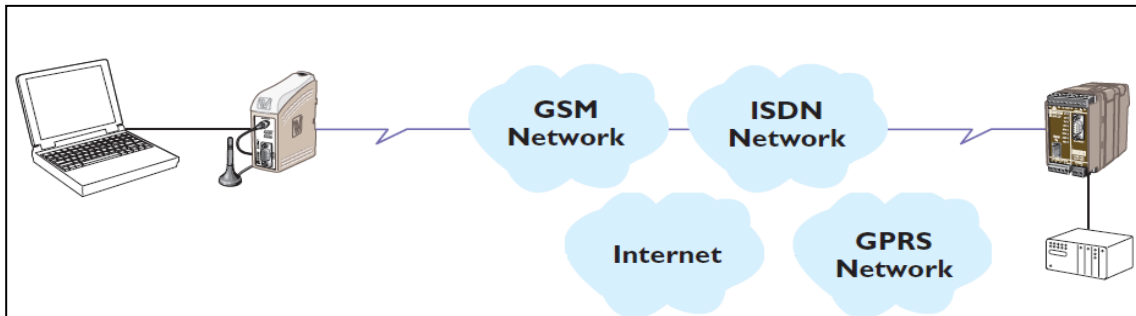 GSM
Network
ISDN
Network
Internet
GPRS
Network